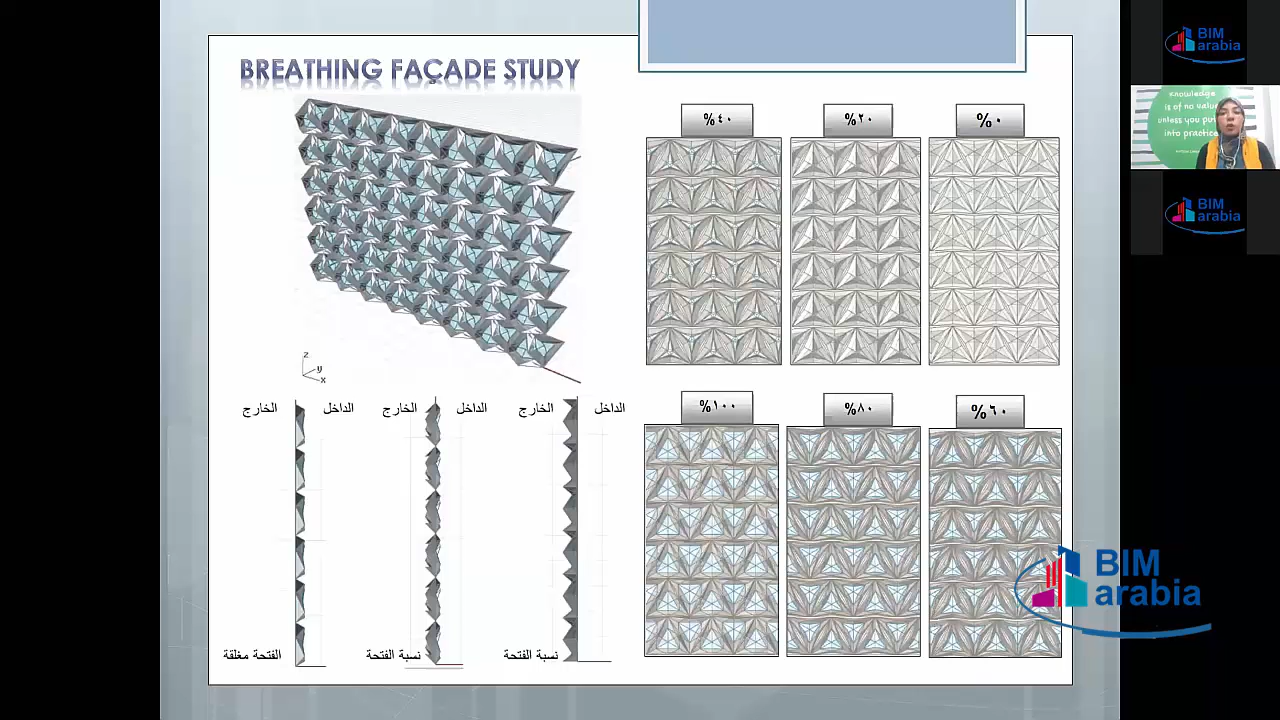 BREATHING FAÇADE STUDY
%٤٠
%٢٠
%٠
z
y
x
الخارج
الداخل
الخارج
الداخل
الخارج
الداخل
%١٠٠
%٨٠
%٦٠
الفتحة مغلقة
نسبة الفتحة
نسبة الفتحة
BIM
arabia
BIM
arabia
knowledge
is of no value
unless you put
into practice
BIM
arabia